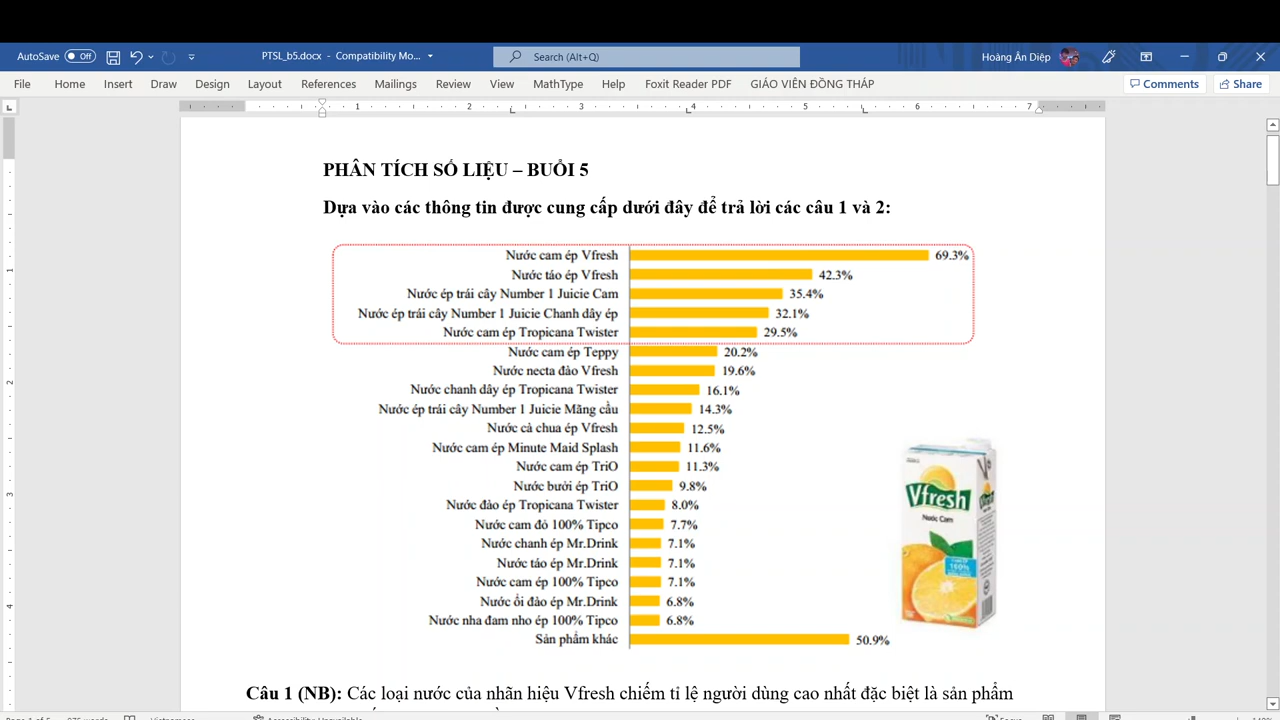 AutoSave Off PTSL_b5.docx - Compatibility Mo... Search (Alt+Q) Hoàng Ân Diệp
File Home Insert Draw Design Layout References Mailings Review View MathType Help Foxit Reader PDF GIÁO VIÊN ĐỒNG THÁP Comments Share
1 2 3 4 5 6 7
PHÂN TÍCH SỐ LIỆU – BUỔI 5
Dựa vào các thông tin được cung cấp dưới đây để trả lời các câu 1 và 2:
Nước cam ép Vfresh 69.3%
Nước táo ép Vfresh 42.3%
Nước ép trái cây Number 1 Juicie Cam 35.4%
Nước ép trái cây Number 1 Juicie Chanh dây ép 32.1%
Nước cam ép Tropicana Twister 29.5%
Nước cam ép Teppy 20.2%
Nước necta đào Vfresh 19.6%
Nước chanh dây ép Tropicana Twister 16.1%
Nước ép trái cây Number 1 Juicie Mãng cầu 14.3%
Nước cà chua ép Vfresh 12.5%
Nước cam ép Minute Maid Splash 11.6%
Nước cam ép TriO 11.3%
Nước bưởi ép TriO 9.8%
Nước đào ép Tropicana Twister 8.0%
Nước cam đỏ 100% Tipco 7.7%
Nước chanh ép Mr.Drink 7.1%
Nước táo ép Mr.Drink 7.1%
Nước cam ép 100% Tipco 7.1%
Nước ổi đào ép Mr.Drink 6.8%
Nước nha đam nho ép 100% Tipco 6.8%
Sản phẩm khác 50.9%
Vfresh
Nước Cam
100%
Câu 1 (NB): Các loại nước của nhãn hiệu Vfresh chiếm tỉ lệ người dùng cao nhất đặc biệt là sản phẩm